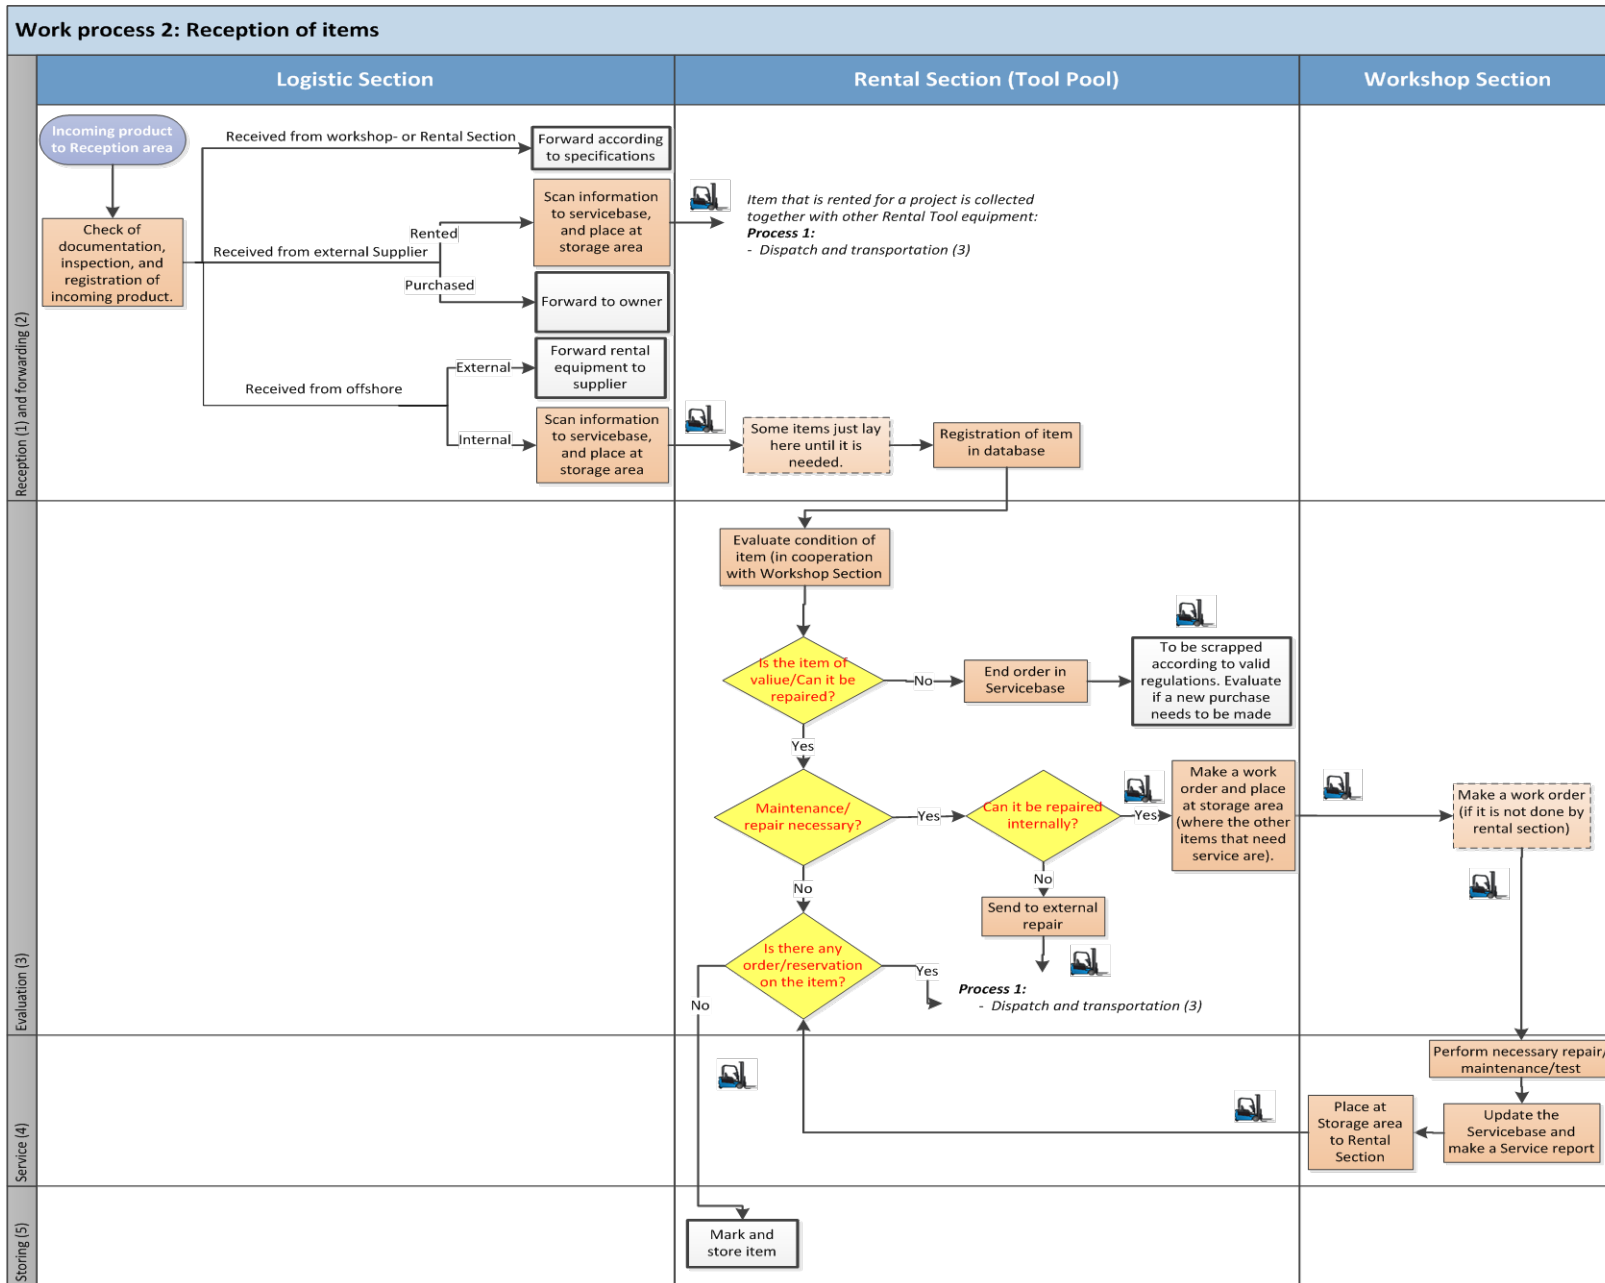 Work process 2: Reception of items
Logistic Section
Rental Section (Tool Pool)
Workshop Section
Reception (1) and forwarding (2)
Incoming product
to Reception area
Check of
documentation,
inspection, and
registration of
incoming product.
Received from workshop- or Rental Section
Forward according
to specifications
Received from external Supplier
Rented
Scan information
to servicebase,
and place at
storage area
Item that is rented for a project is collected
together with other Rental Tool equipment:
Process 1:
- Dispatch and transportation (3)
Purchased
Forward to owner
Received from offshore
External
Forward rental
equipment to
supplier
Internal
Scan information
to servicebase,
and place at
storage area
Some items just lay
here until it is
needed.
Registration of item
in database
Evaluation (3)
Evaluate condition of
item (in cooperation
with Workshop Section
Is the item of
valiue/Can it be
repaired?
No
End order in
Servicebase
To be scrapped
according to valid
regulations. Evaluate
if a new purchase
needs to be made
Yes
Maintenance/
repair necessary?
Yes
Can it be repaired
internally?
Yes
Make a work
order and place
at storage area
(where the other
items that need
service are).
Make a work order
(if it is not done by
rental section)
No
No
Send to external
repair
Is there any
order/reservation
on the item?
Yes
Process 1:
- Dispatch and transportation (3)
No
Service (4)
Perform necessary repair/
maintenance/test
Update the
Servicebase and
make a Service report
Place at
Storage area
to Rental
Section
Storing (5)
Mark and
store item